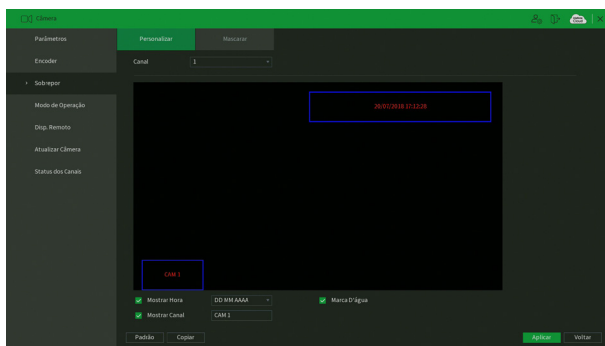 Câmera
Parâmetros
Encoder
Sobrepor
Modo de Operação
Disp. Remoto
Atualizar Câmera
Status dos Canais
Personalizar Mascarar
Canal 1
20/07/2018 17:12:28
CAM 1
Mostrar Hora DD MM AAAA Marca D'água
Mostrar Canal CAM 1
Padrão Copiar Aplicar Voltar